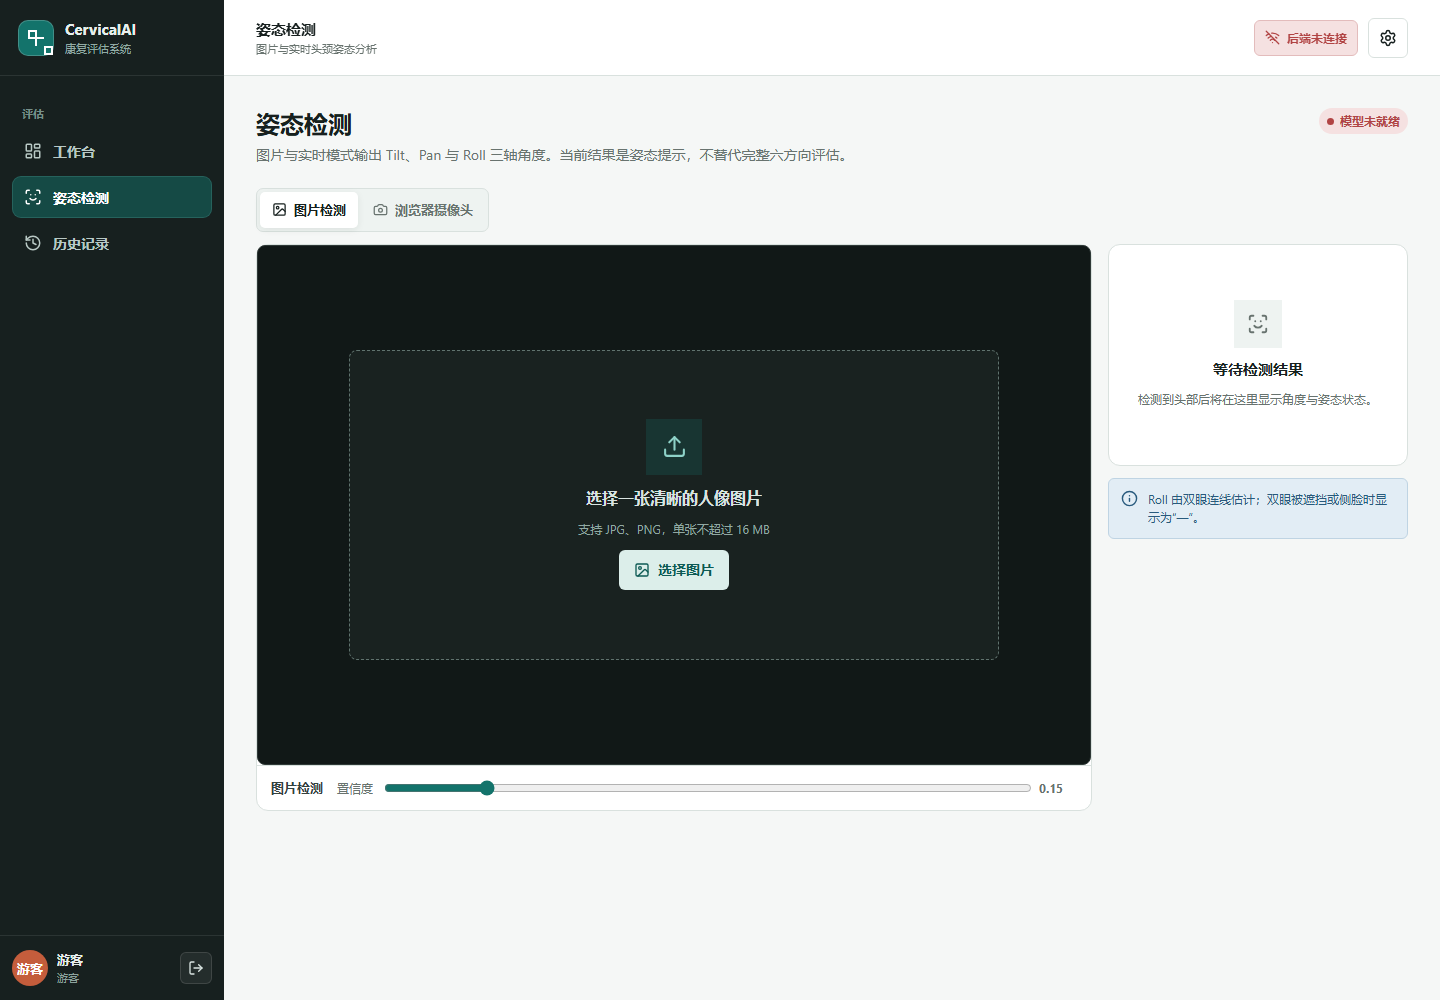 CervicalAI
康复评估系统
评估
工作台
姿态检测
历史记录
游客
游客
游客
姿态检测
图片与实时头颈姿态分析
后端未连接
姿态检测
图片与实时模式输出 Tilt、Pan 与 Roll 三轴角度。当前结果是姿态提示，不替代完整六方向评估。
模型未就绪
图片检测
浏览器摄像头
选择一张清晰的人像图片
支持 JPG、PNG，单张不超过 16 MB
选择图片
图片检测 置信度 0.15
等待检测结果
检测到头部后将在这里显示角度与姿态状态。
Roll 由双眼连线估计；双眼被遮挡或侧脸时显
示为“—”。